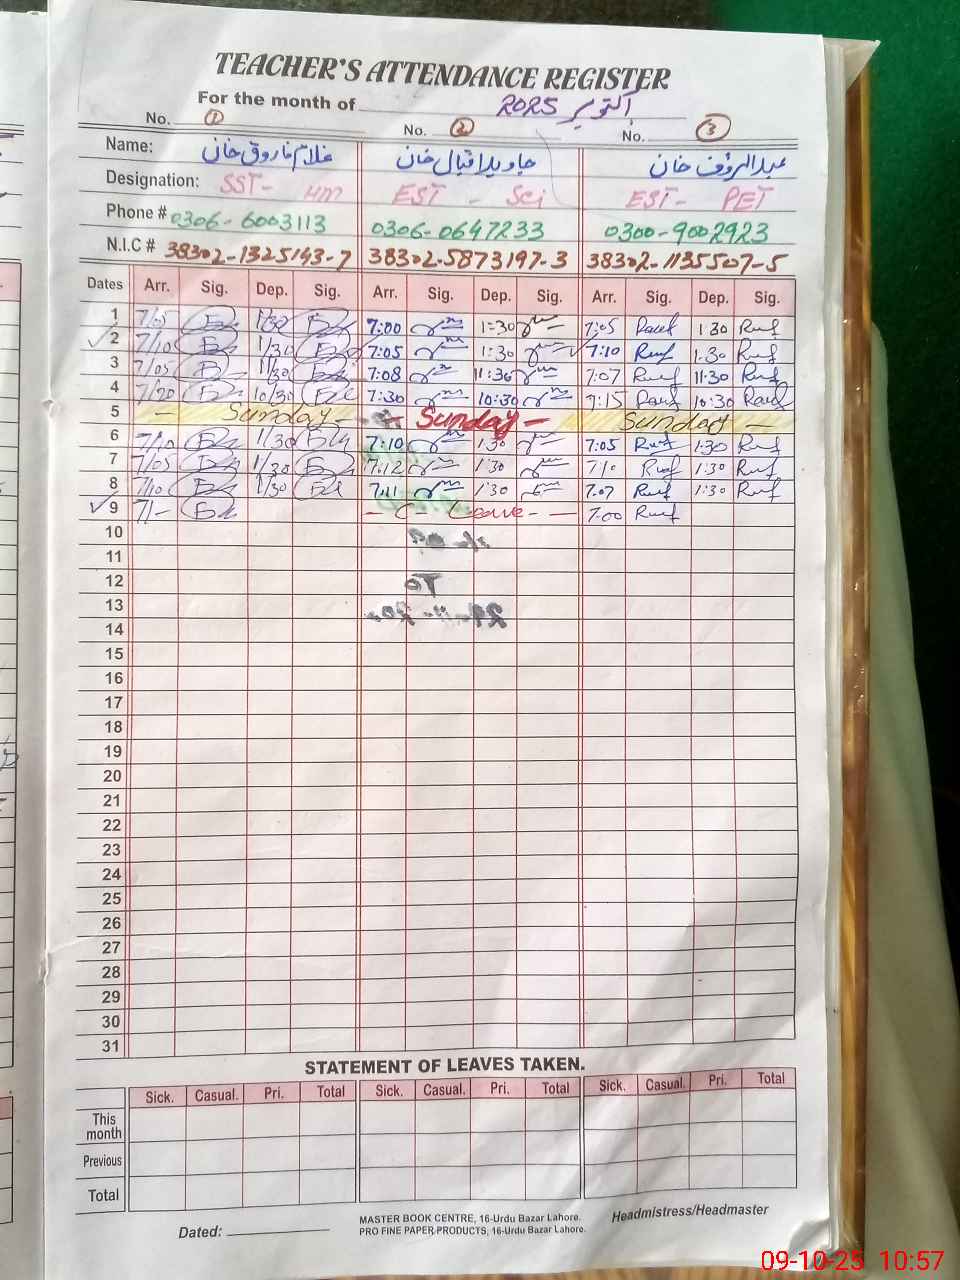 TEACHER'S ATTENDANCE REGISTER
For the month of اکتوبر 2025
No. 1 No. 2 No. 3
Name: غلام فاروق خان جاوید اقبال خان عبدالرؤف خان
Designation: SST - HM EST - Sci EST - PET
Phone # 0306-6003113 0306-0647233 0300-9002923
N.I.C # 38302-1325143-7 38302-5873197-3 38302-1135507-5
Dates Arr. Sig. Dep. Sig. Arr. Sig. Dep. Sig. Arr. Sig. Dep. Sig.
1 7/05 1/30 7:00 1:30 7:05 Rauf 1:30 Rauf
2 7/10 1/30 7:05 1:30 7:10 Rauf 1:30 Rauf
3 7/05 11/30 7:08 11:30 7:07 Rauf 11:30 Rauf
4 7/20 10/30 7:30 10:30 Rauf 10:30 Rauf
5 - Sunday - - Sunday - Sunday -
6 7/10 1/30 7:10 1:30 7:05 Rauf 1:30 Rauf
7 7/05 1/30 7:12 1:30 7:10 Rauf 1:30 Rauf
8 7/10 1/30 7:11 1:30 7:07 Rauf 1:30 Rauf
9 7/- - C - Leave - - 7:00 Rauf
10
11
12
13
14
15
16
17
18
19
20
21
22
23
24
25
26
27
28
29
30
31
STATEMENT OF LEAVES TAKEN.
Sick. Casual. Pri. Total Sick. Casual. Pri. Total Sick. Casual. Pri. Total
This month
Previous
Total
Dated:
MASTER BOOK CENTRE, 16-Urdu Bazar Lahore.
PRO FINE PAPER PRODUCTS, 16-Urdu Bazar Lahore.
Headmistress/Headmaster
09-10-25 10:57